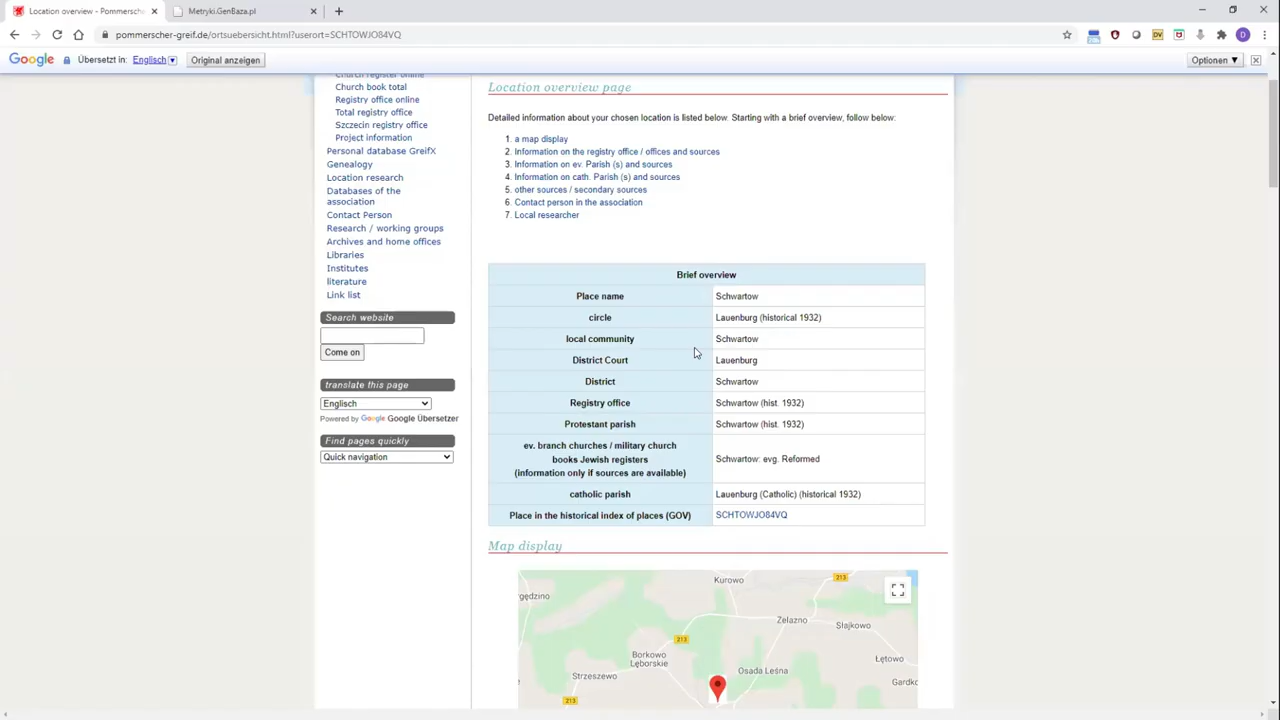 Location overview - Pommersch
Metryki.GenBaza.pl
pommerscher-greif.de/ortsuebersicht.html?userort=SCHTOWJO84VQ
Google Übersetzt in: Englisch Original anzeigen Optionen ▼
Church register online
Church book total
Registry office online
Total registry office
Szczecin registry office
Project information
Personal database GreifX
Genealogy
Location research
Databases of the
association
Contact Person
Research / working groups
Archives and home offices
Libraries
Institutes
literature
Link list
Search website
Come on
translate this page
Englisch
Powered by Google Google Übersetzer
Find pages quickly
Quick navigation
Location overview page
Detailed information about your chosen location is listed below. Starting with a brief overview, follow below:
1. a map display
2. Information on the registry office / offices and sources
3. Information on ev. Parish (s) and sources
4. Information on cath. Parish (s) and sources
5. other sources / secondary sources
6. Contact person in the association
7. Local researcher
Brief overview
Place name Schwartow
circle Lauenburg (historical 1932)
local community Schwartow
District Court Lauenburg
District Schwartow
Registry office Schwartow (hist. 1932)
Protestant parish Schwartow (hist. 1932)
ev. branch churches / military church
books Jewish registers
(information only if sources are available)
Schwartow: evg. Reformed
catholic parish Lauenburg (Catholic) (historical 1932)
Place in the historical index of places (GOV) SCHTOWJO84VQ
Map display
Kurowo
213
ergędzino
Żelazno
Słajkowo
213
Borkowo
Lęborskie
Osada Leśna
Łętowo
Strzeszewo
Gardko
213